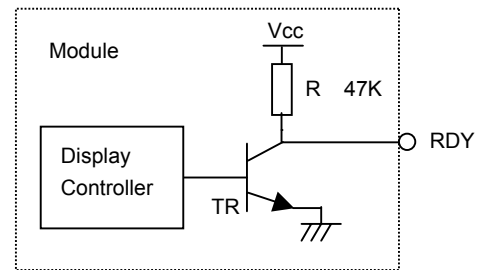 Vcc
Module
R 47K
RDY
Display
Controller
TR